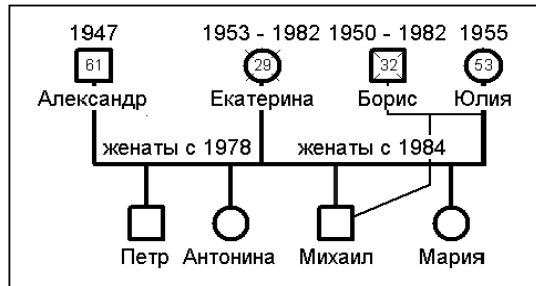 1947 1953 - 1982 1950 - 1982 1955
61 29 32 53
Александр Екатерина Борис Юлия
женаты с 1978 женаты с 1984
Петр Антонина Михаил Мария